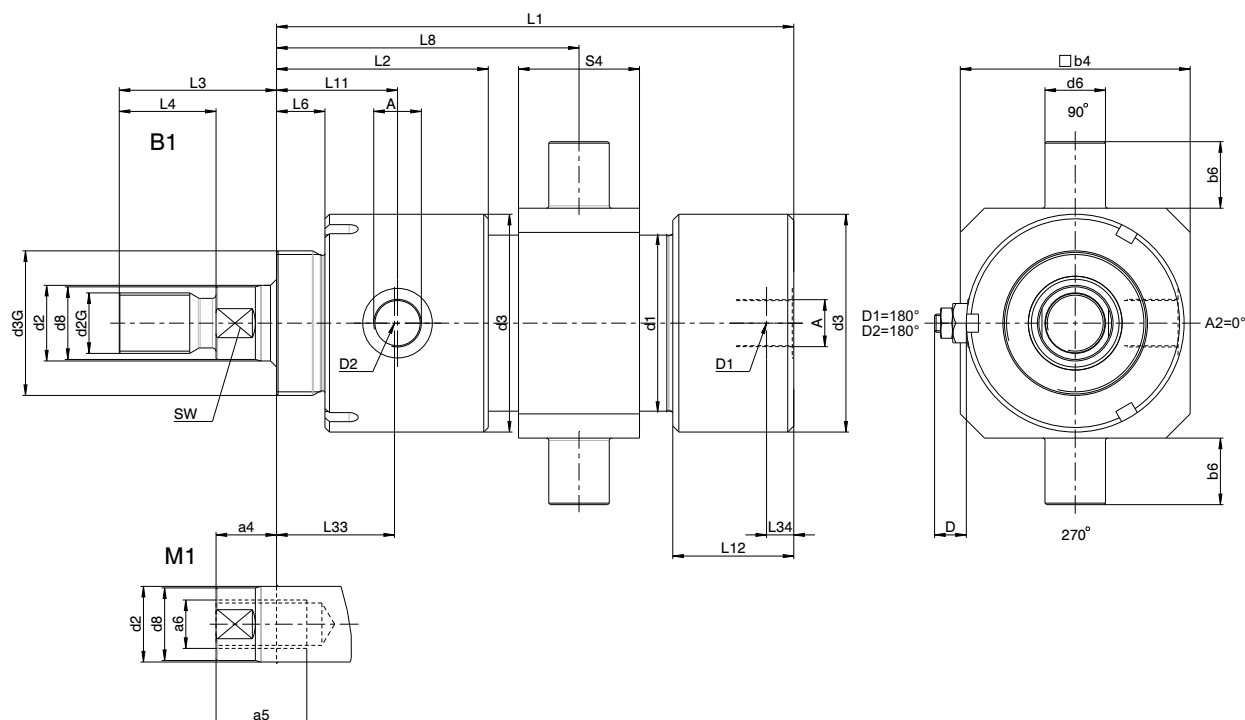 L1
L8
L2
S4
L3
L11
L4
L6
A
B1
d3G
d2
d8
d2G
SW
D2
d3
d1
D1
A
d3
□b4
d6
90°
b6
D1=180°
D2=180°
A2=0°
D
b6
270°
a4
L33
L34
L12
M1
d2
d8
a6
a5